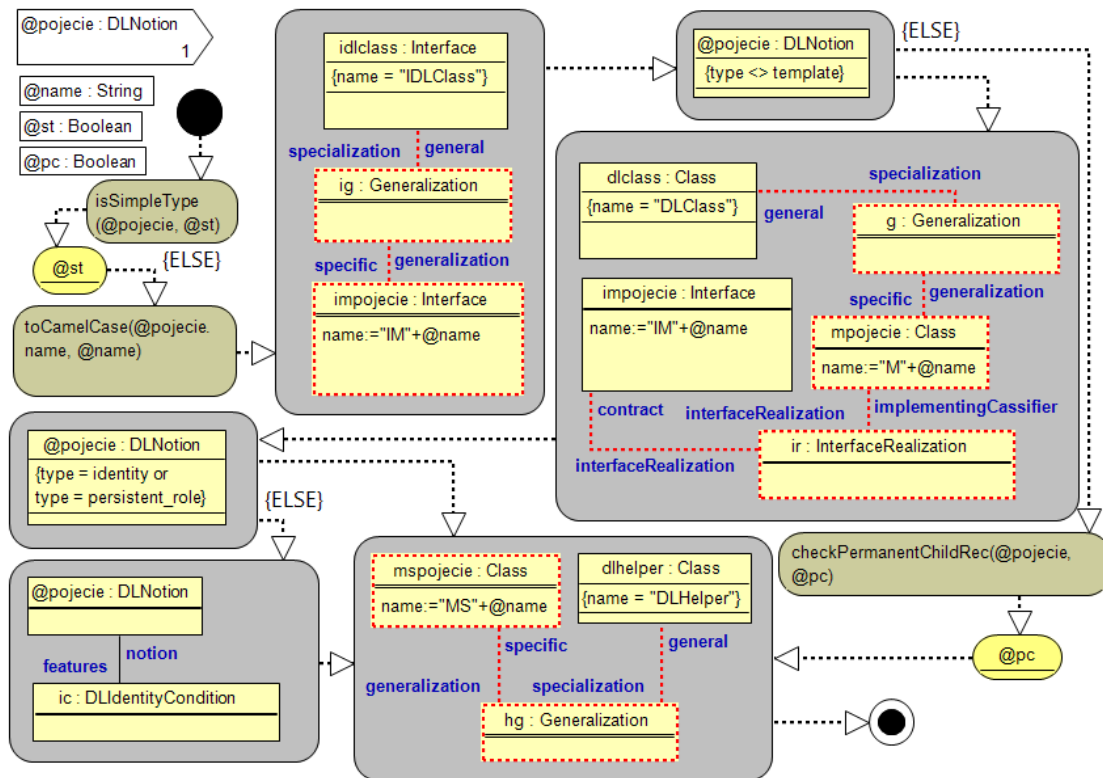 @pojecie : DLNotion
1
@name : String
@st : Boolean
@pc : Boolean
isSimpleType
(@pojecie, @st)
@st
{ELSE}
toCamelCase(@pojecie.
name, @name)
idlclass : Interface
{name = "IDLClass"}
specialization
general
ig : Generalization
specific
generalization
impojecie : Interface
name:="IM"+@name
@pojecie : DLNotion
{type <> template}
{ELSE}
dlclass : Class
{name = "DLClass"}
specialization
general
g : Generalization
specific
generalization
impojecie : Interface
name:="IM"+@name
mpojecie : Class
name:="M"+@name
contract
interfaceRealization
implementingCassifier
interfaceRealization
ir : InterfaceRealization
@pojecie : DLNotion
{type = identity or
type = persistent_role}
{ELSE}
@pojecie : DLNotion
features
notion
ic : DLIdentityCondition
mspojecie : Class
name:="MS"+@name
dlhelper : Class
{name = "DLHelper"}
specific
general
generalization
specialization
hg : Generalization
checkPermanentChildRec(@pojecie,
@pc)
@pc